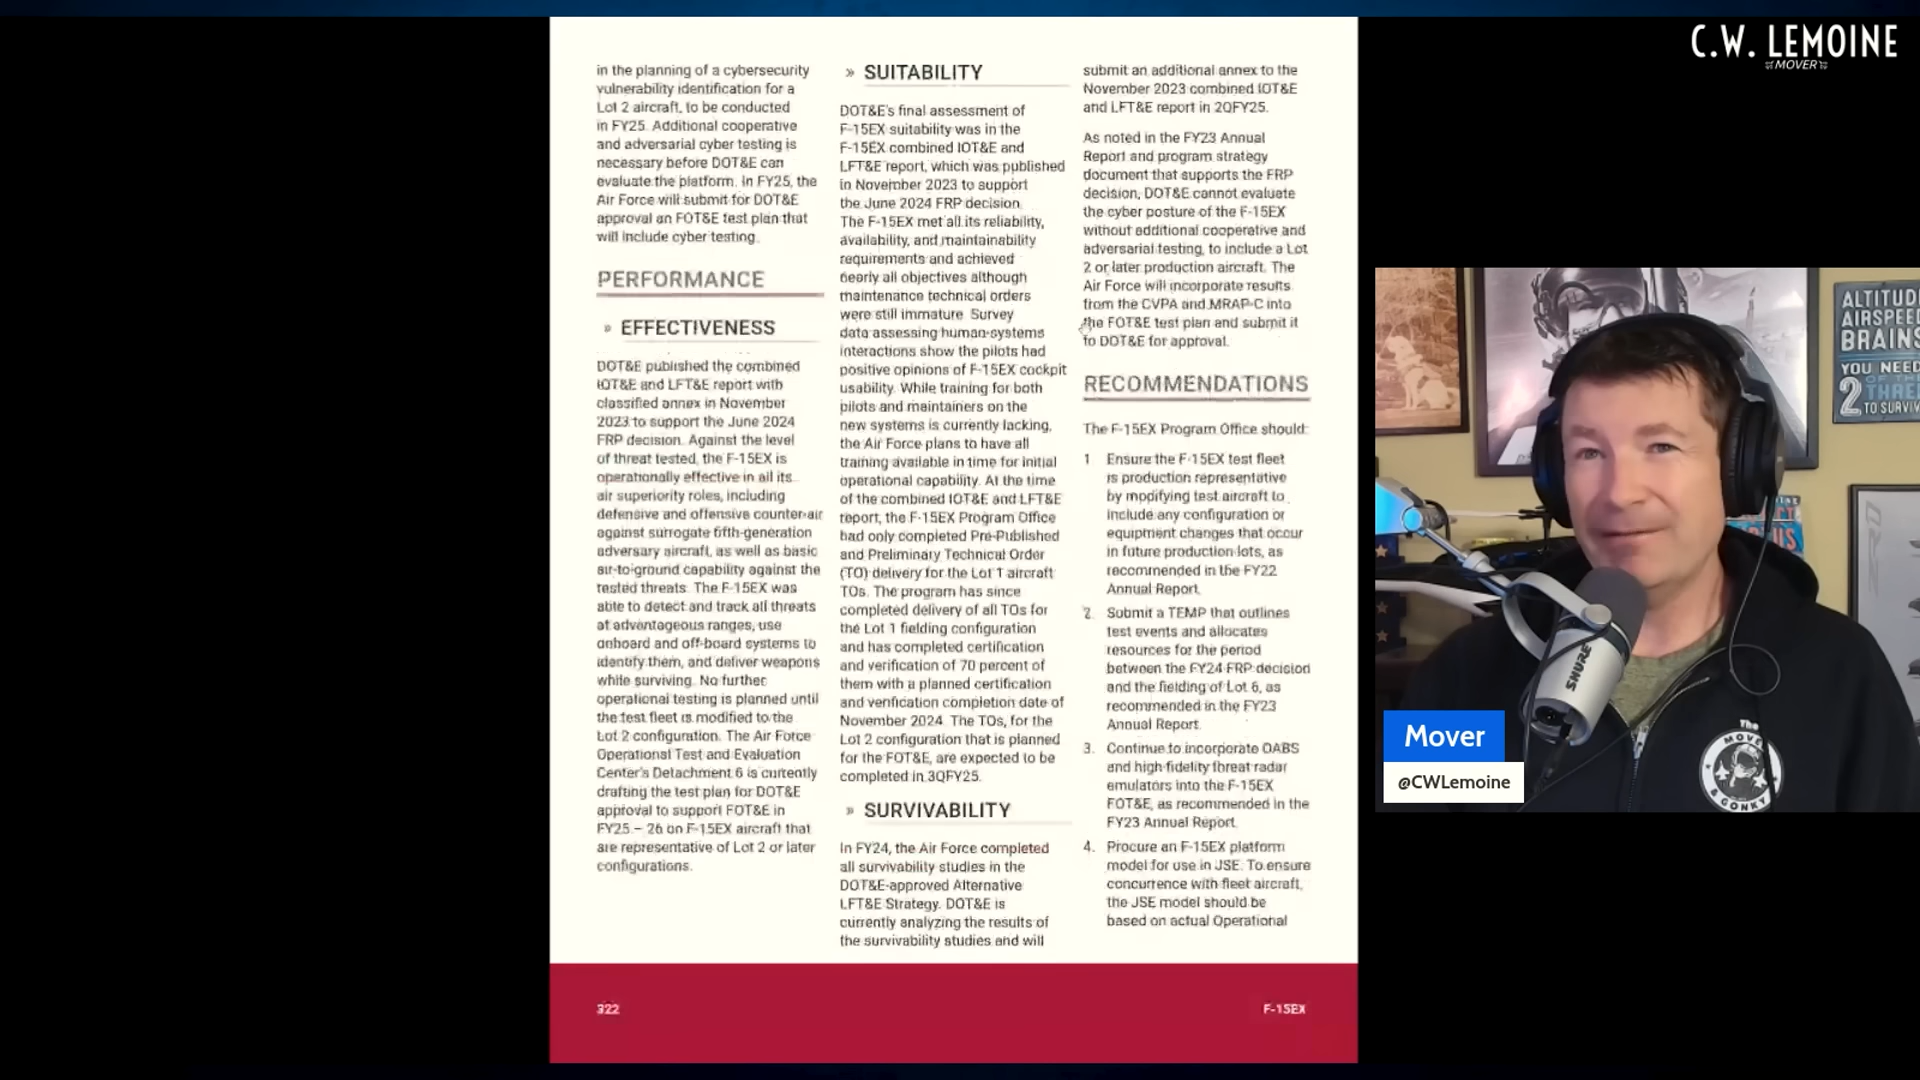 in the planning of a cybersecurity
vulnerability identification for a
Lot 2 aircraft, to be conducted
in FY25. Additional cooperative
and adversarial cyber testing is
necessary before DOT&E can
evaluate the platform. In FY25, the
Air Force will submit for DOT&E
approval an FOT&E test plan that
will include cyber testing.
PERFORMANCE
» EFFECTIVENESS
DOT&E published the combined
IOT&E and LFT&E report with
classified annex in November
2023 to support the June 2024
FRP decision. Against the level
of threat tested, the F-15EX is
operationally effective in all its
air superiority roles, including
defensive and offensive counter-air
against surrogate fifth-generation
adversary aircraft, as well as basic
air-to-ground capability against the
tested threats. The F-15EX was
able to detect and track all threats
at advantageous ranges, use
onboard and off-board systems to
identify them, and deliver weapons
while surviving. No further
operational testing is planned until
the test fleet is modified to the
Lot 2 configuration. The Air Force
Operational Test and Evaluation
Center's Detachment 6 is currently
drafting the test plan for DOT&E
approval to support FOT&E in
FY25 – 26 on F-15EX aircraft that
are representative of Lot 2 or later
configurations.
» SUITABILITY
DOT&E's final assessment of
F-15EX suitability was in the
F-15EX combined IOT&E and
LFT&E report, which was published
in November 2023 to support
the June 2024 FRP decision.
The F-15EX met all its reliability,
availability, and maintainability
requirements and achieved
nearly all objectives although
maintenance technical orders
were still immature. Survey
data assessing human-systems
interactions show the pilots had
positive opinions of F-15EX cockpit
usability. While training for both
pilots and maintainers on the
new systems is currently lacking,
the Air Force plans to have all
training available in time for initial
operational capability. At the time
of the combined IOT&E and LFT&E
report, the F-15EX Program Office
had only completed Pre-Published
and Preliminary Technical Order
(TO) delivery for the Lot 1 aircraft
TOs. The program has since
completed delivery of all TOs for
the Lot 1 fielding configuration
and has completed certification
and verification of 70 percent of
them with a planned certification
and verification completion date of
November 2024. The TOs, for the
Lot 2 configuration that is planned
for the FOT&E, are expected to be
completed in 3QFY25.
» SURVIVABILITY
In FY24, the Air Force completed
all survivability studies in the
DOT&E-approved Alternative
LFT&E Strategy. DOT&E is
currently analyzing the results of
the survivability studies and will
submit an additional annex to the
November 2023 combined IOT&E
and LFT&E report in 2QFY25.
As noted in the FY23 Annual
Report and program strategy
document that supports the FRP
decision, DOT&E cannot evaluate
the cyber posture of the F-15EX
without additional cooperative and
adversarial testing, to include a Lot
2 or later production aircraft. The
Air Force will incorporate results
from the CVPA and MRAP-C into
the FOT&E test plan and submit it
to DOT&E for approval.
RECOMMENDATIONS
The F-15EX Program Office should:
1 Ensure the F-15EX test fleet
is production representative
by modifying test aircraft to
include any configuration or
equipment changes that occur
in future production lots, as
recommended in the FY22
Annual Report.
2. Submit a TEMP that outlines
test events and allocates
resources for the period
between the FY24 FRP decision
and the fielding of Lot 6, as
recommended in the FY23
Annual Report.
3. Continue to incorporate OABS
and high fidelity threat radar
emulators into the F-15EX
FOT&E, as recommended in the
FY23 Annual Report.
4. Procure an F-15EX platform
model for use in JSE. To ensure
concurrence with fleet aircraft,
the JSE model should be
based on actual Operational
322
F-15EX
C.W. LEMOINE
MOVER
ALTITUDE
AIRSPEED
BRAINS
YOU NEED
2 OF THE
THREE
TO SURVIV
SHURE
The
MOVER
& GONKY
Mover
@CWLemoine